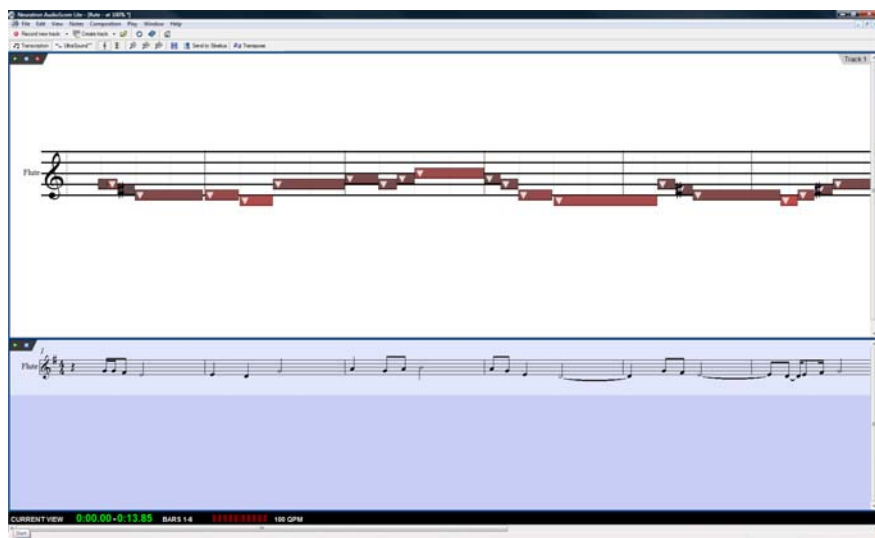 Neuratron AudioScore Lite - [flute - at 100% *]
File Edit View Notes Composition Play Window Help
Record new track Create track
Transcription UltraSound™ Send to Sibelius Transpose
Track 1
Flute
1
Flute
CURRENT VIEW 0:00.00-0:13.85 BARS 1-6 100 QPM
Start